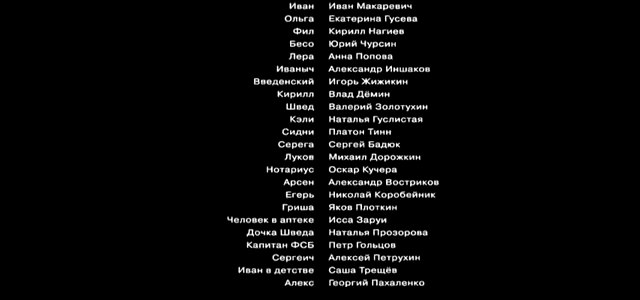 Иван Иван Макаревич
Ольга Екатерина Гусева
Фил Кирилл Нагиев
Бесо Юрий Чурсин
Лера Анна Попова
Иваныч Александр Иншаков
Введенский Игорь Жижикин
Кирилл Влад Дёмин
Швед Валерий Золотухин
Кэли Наталья Гуслистая
Сидни Платон Тинн
Серега Сергей Бадюк
Луков Михаил Дорожкин
Нотариус Оскар Кучера
Арсен Александр Востриков
Егерь Николай Коробейник
Гриша Яков Плоткин
Человек в аптеке Исса Заруи
Дочка Шведа Наталья Прозорова
Капитан ФСБ Петр Гольцов
Сергеич Алексей Петрухин
Иван в детстве Саша Трещёв
Алекс Георгий Пахаленко